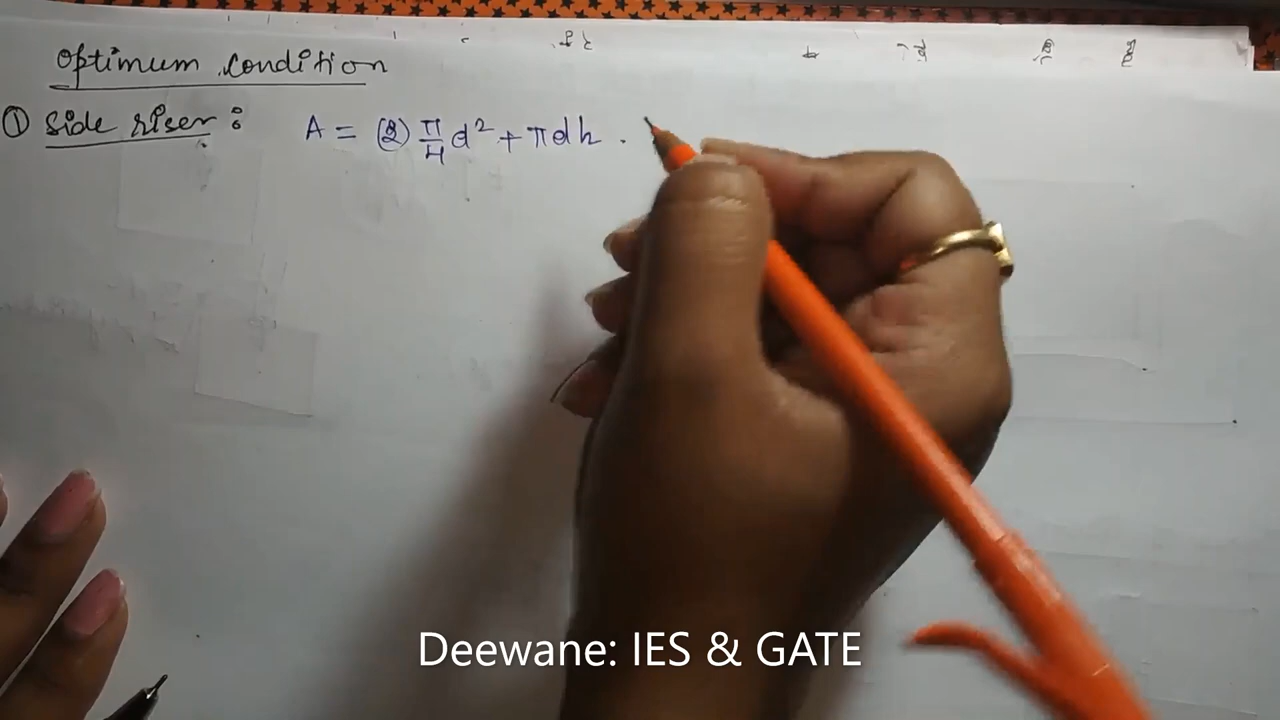 Optimum condition
① Side riser: A = (2) π/4 d² + πdh .
Deewane: IES & GATE